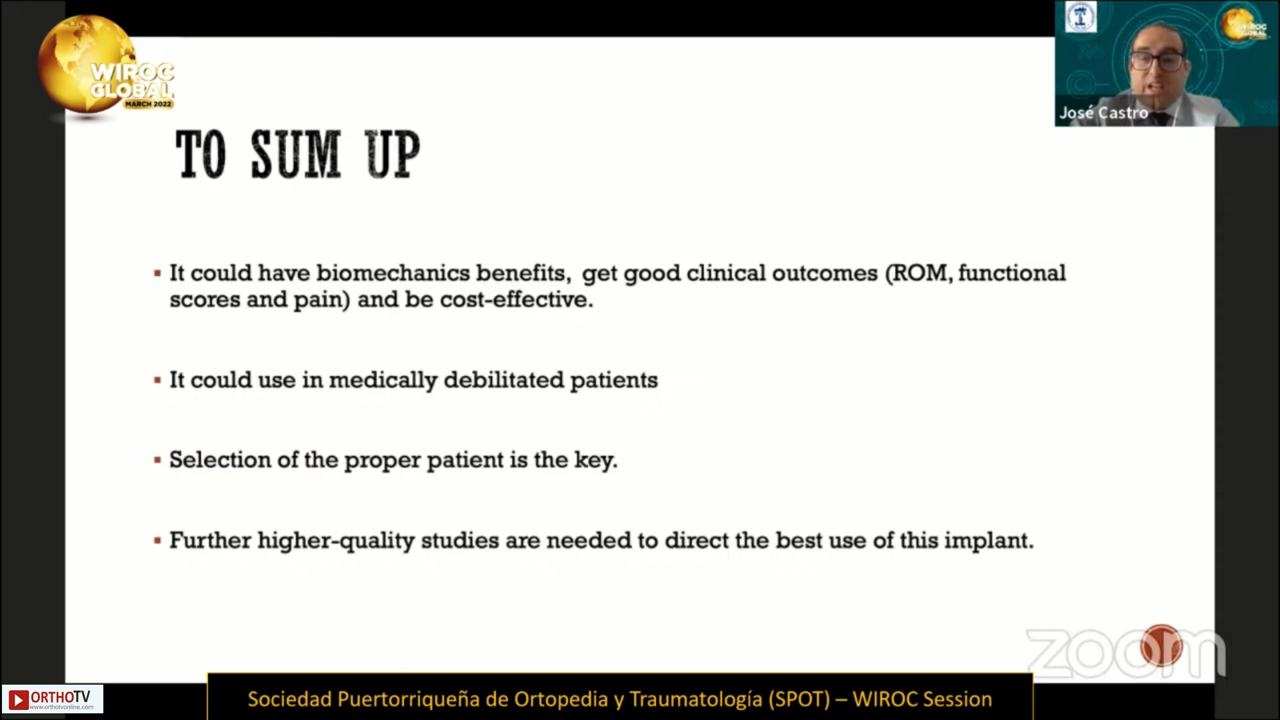 WIROC
GLOBAL
MARCH 2022
José Castro
TO SUM UP
▪ It could have biomechanics benefits,  get good clinical outcomes (ROM, functional
scores and pain) and be cost-effective.
▪ It could use in medically debilitated patients
▪ Selection of the proper patient is the key.
▪ Further higher-quality studies are needed to direct the best use of this implant.
zoom
ORTHOTV
www.orthotvonline.com
Sociedad Puertorriqueña de Ortopedia y Traumatología (SPOT) – WIROC Session